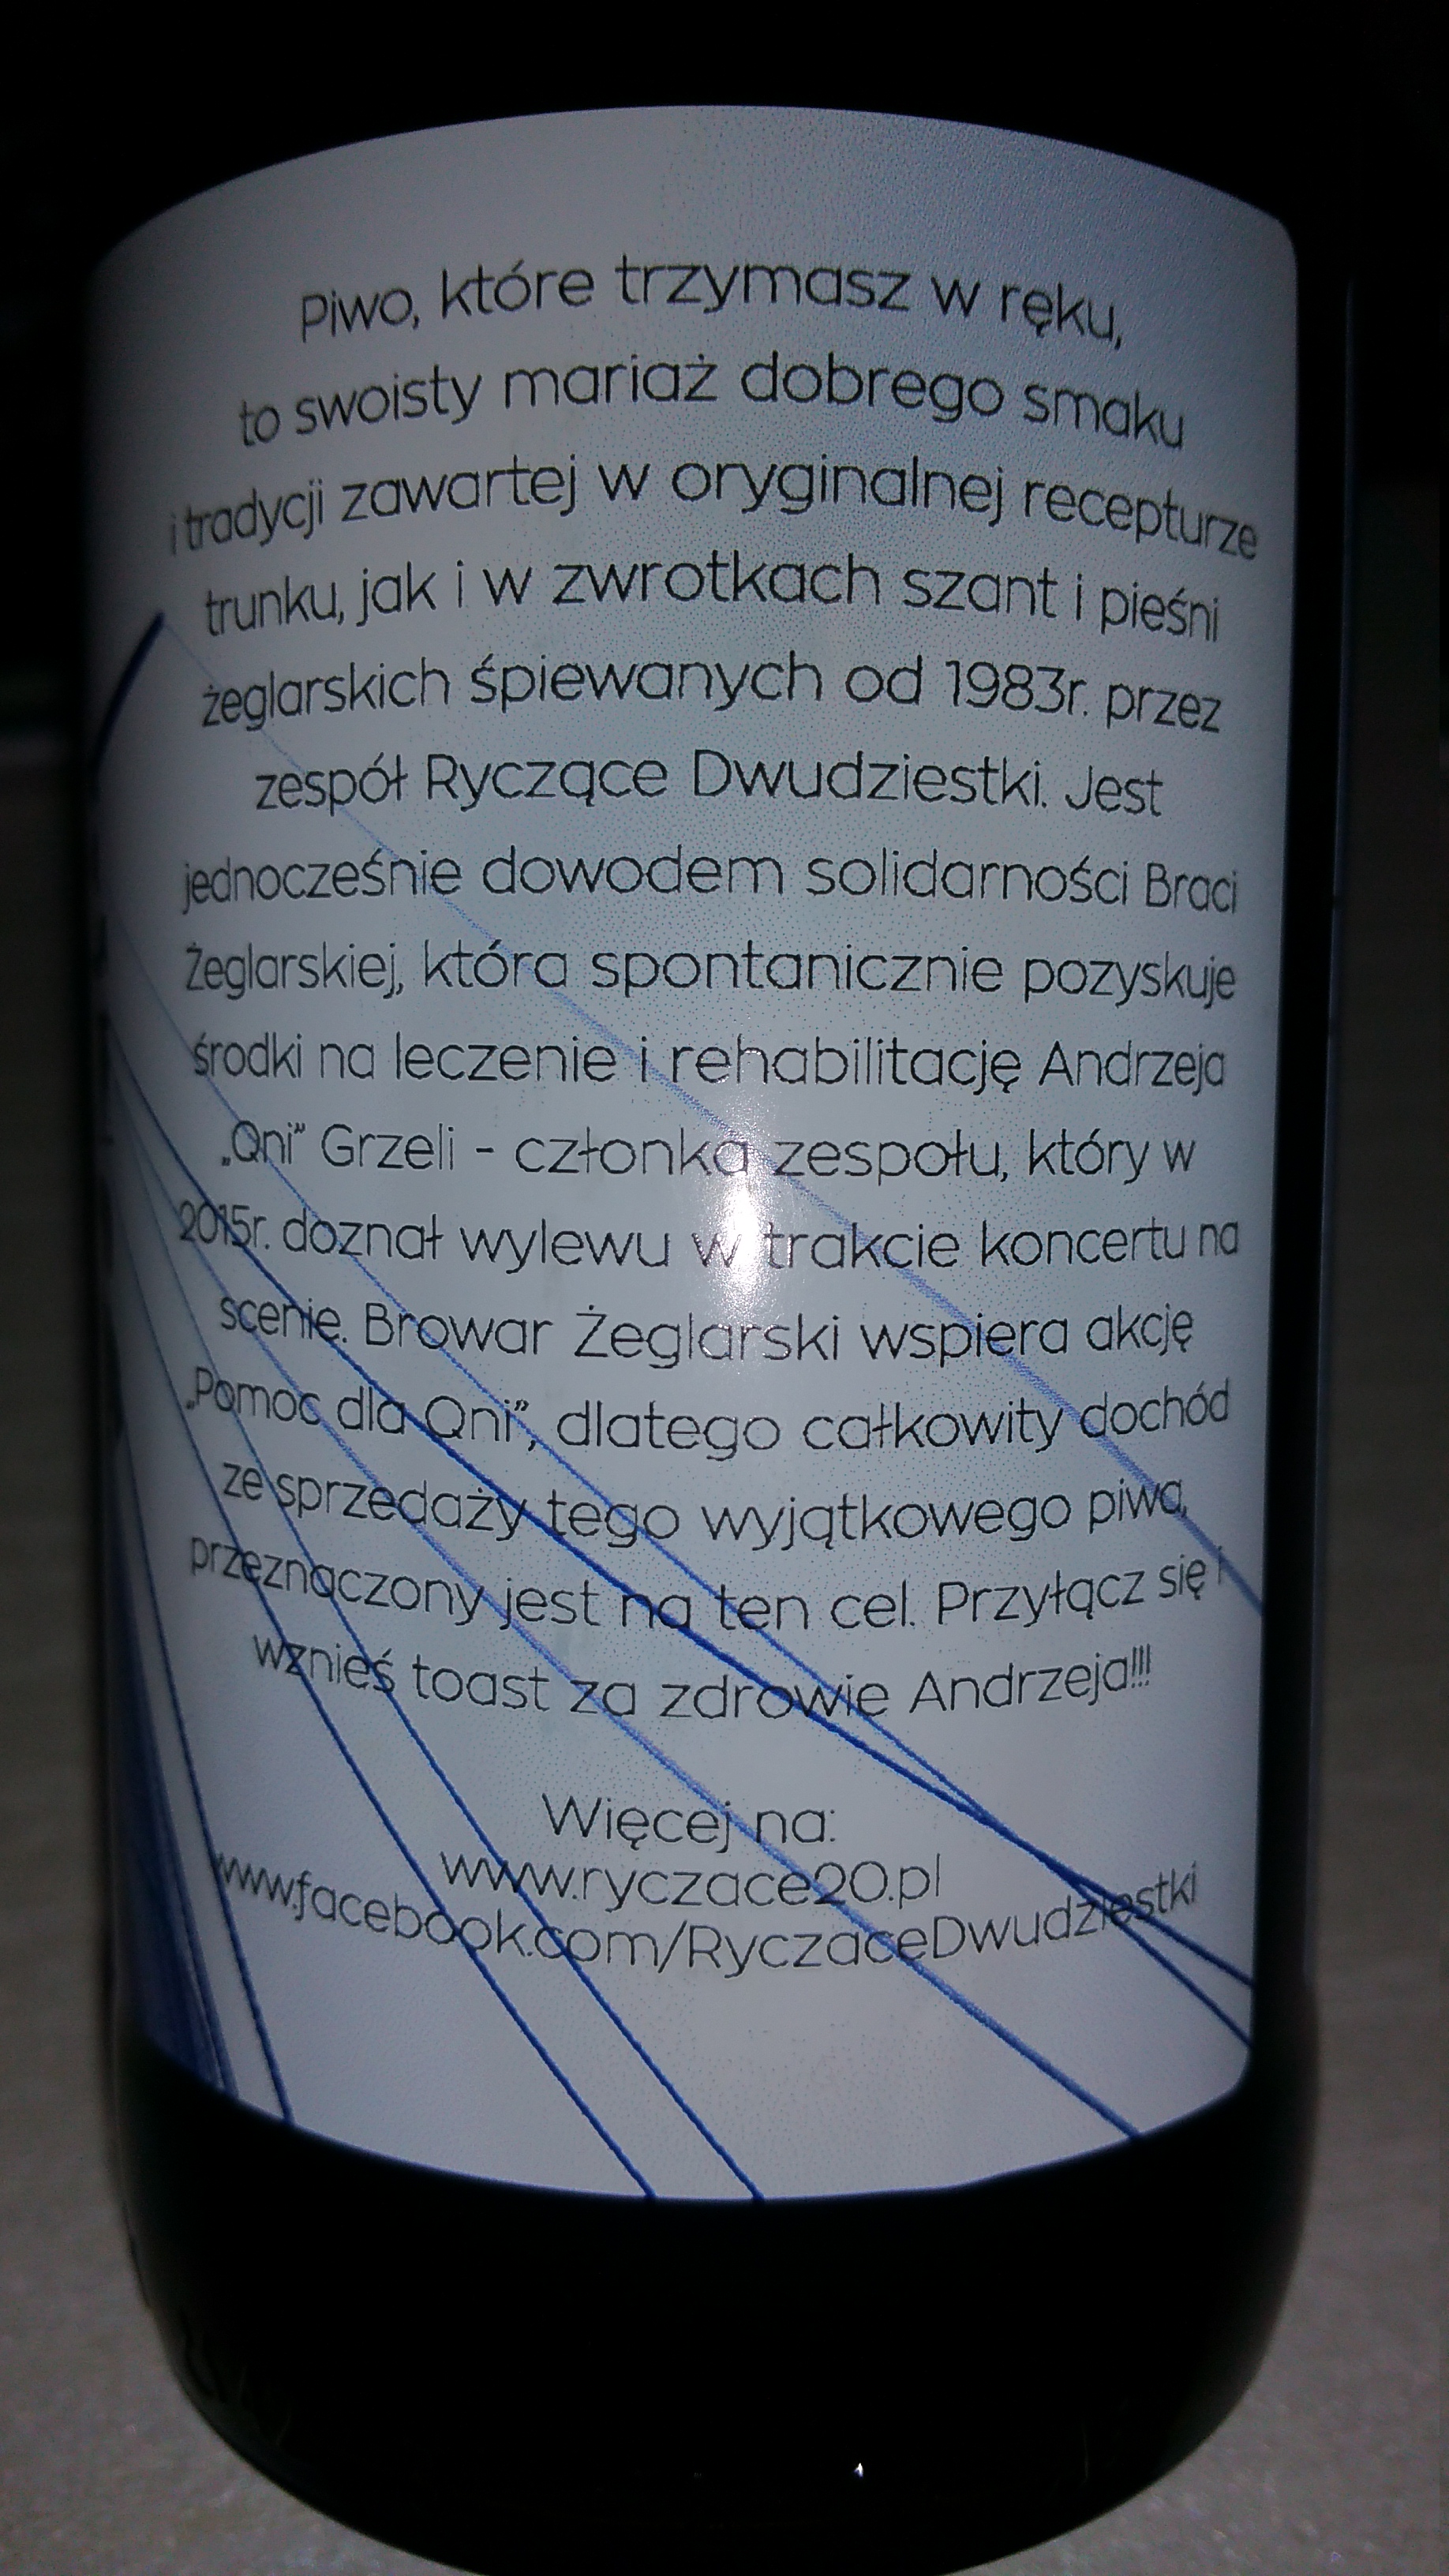 Piwo, które trzymasz w ręku,
to swoisty mariaż dobrego smaku
i tradycji zawartej w oryginalnej recepturze
trunku, jak i w zwrotkach szant i pieśni
żeglarskich śpiewanych od 1983r. przez
zespół Ryczące Dwudziestki. Jest
jednocześnie dowodem solidarności Braci
Żeglarskiej, która spontanicznie pozyskuje
środki na leczenie i rehabilitację Andrzeja
„Qni” Grzeli - członka zespołu, który w
2015r. doznał wylewu w trakcie koncertu na
scenie. Browar Żeglarski wspiera akcję
„Pomoc dla Qni”, dlatego całkowity dochód
ze sprzedaży tego wyjątkowego piwa,
przeznaczony jest na ten cel. Przyłącz się i
wznieś toast za zdrowie Andrzeja!!!
Więcej na:
www.ryczace20.pl
www.facebook.com/RyczaceDwudziestki